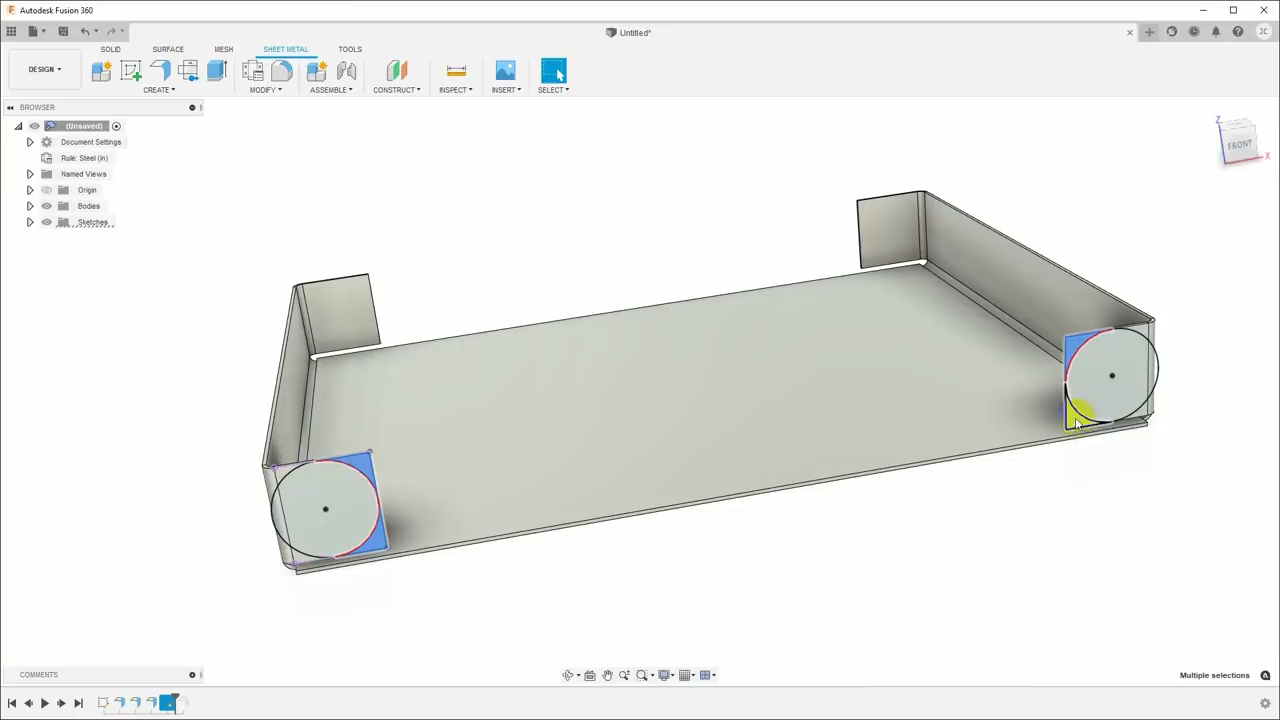 Autodesk Fusion 360
Untitled*
JC
DESIGN
SOLID SURFACE MESH SHEET METAL TOOLS
CREATE MODIFY ASSEMBLE CONSTRUCT INSPECT INSERT SELECT
BROWSER
(Unsaved)
Document Settings
Rule: Steel (in)
Named Views
Origin
Bodies
Sketches
Z
FRONT
X
COMMENTS
Multiple selections